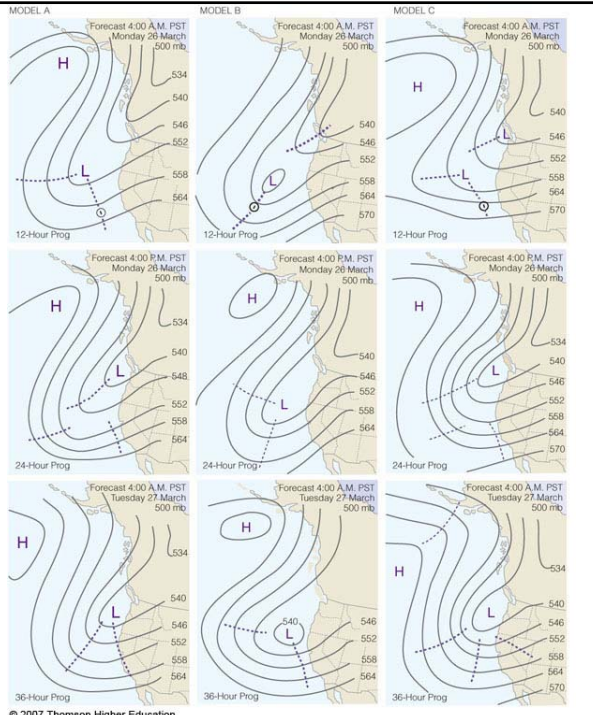 MODEL A
MODEL B
MODEL C
Forecast 4:00 A.M. PST
Monday 26 March
500 mb
H
534
540
546
552
L
558
564
12-Hour Prog
Forecast 4:00 A.M. PST
Monday 26 March
500 mb
540
546
552
L
558
564
570
12-Hour Prog
Forecast 4:00 A.M. PST
Monday 26 March
500 mb
H
540
L
546
552
L
558
564
570
12-Hour Prog
Forecast 4:00 P.M. PST
Monday 26 March
500 mb
H
534
540
L
548
552
558
564
24-Hour Prog
Forecast 4:00 P.M. PST
Monday 26 March
500 mb
H
540
546
552
L
558
564
24-Hour Prog
Forecast 4:00 P.M. PST
Monday 26 March
500 mb
H
534
540
L
546
552
558
564
570
24-Hour Prog
Forecast 4:00 A.M. PST
Tuesday 27 March
500 mb
H
534
540
L
546
552
558
564
36-Hour Prog
Forecast 4:00 A.M. PST
Tuesday 27 March
500 mb
H
540
546
L
552
558
564
36-Hour Prog
Forecast 4:00 A.M. PST
Tuesday 27 March
500 mb
H
534
540
L
546
552
558
564
570
36-Hour Prog
© 2007 Thomson Higher Education